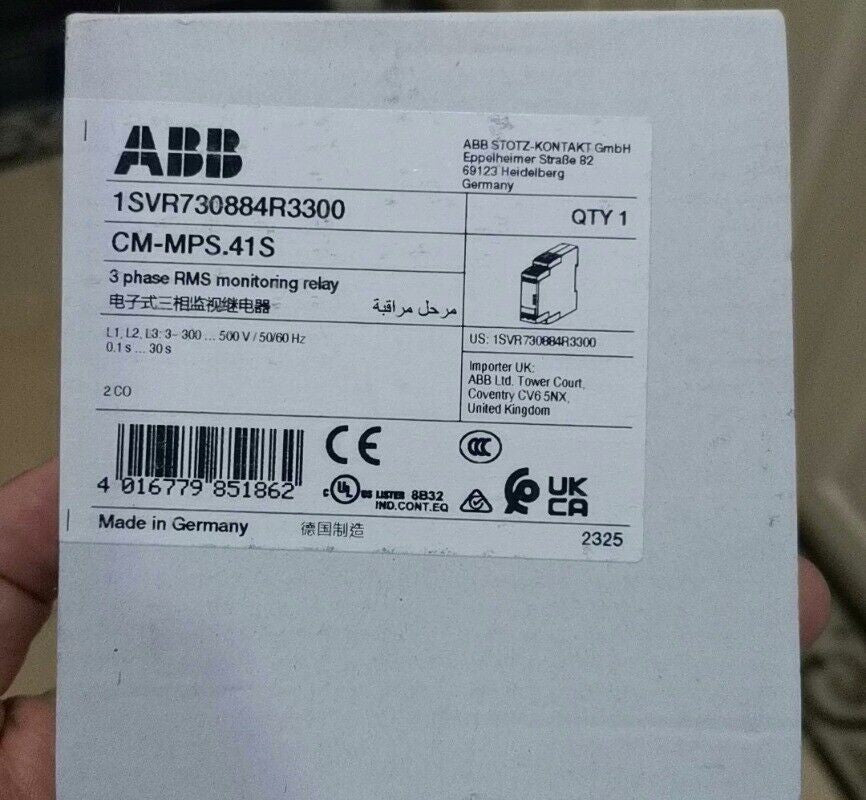 ABB
ABB STOTZ-KONTAKT GmbH
Eppelheimer Straße 82
69123 Heidelberg
Germany
1SVR730884R3300
QTY 1
CM-MPS.41S
3 phase RMS monitoring relay
电子式三相监视继电器
مرحل مراقبة
L1, L2, L3: 3~ 300 ... 500 V / 50/60 Hz
0.1 s ... 30 s
2 CO
US: 1SVR730884R3300
Importer UK:
ABB Ltd. Tower Court,
Coventry CV6 5NX,
United Kingdom
CE
CCC
4 016779 851862
C UL US LISTED 8B32
IND.CONT.EQ
UK
CA
Made in Germany
德国制造
2325